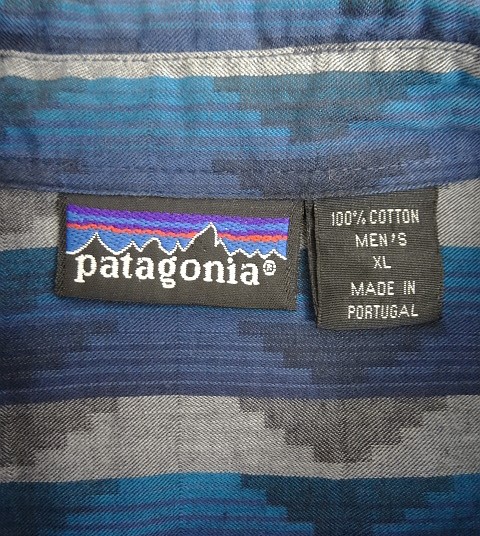 patagonia®
100% COTTON
MEN'S
XL
MADE IN
PORTUGAL